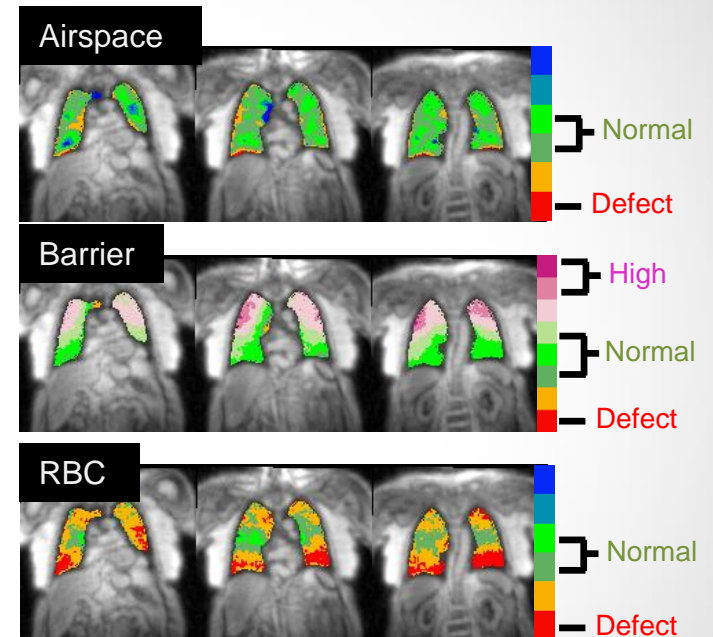 Airspace
Normal
Defect
Barrier
High
Normal
Defect
RBC
Normal
Defect